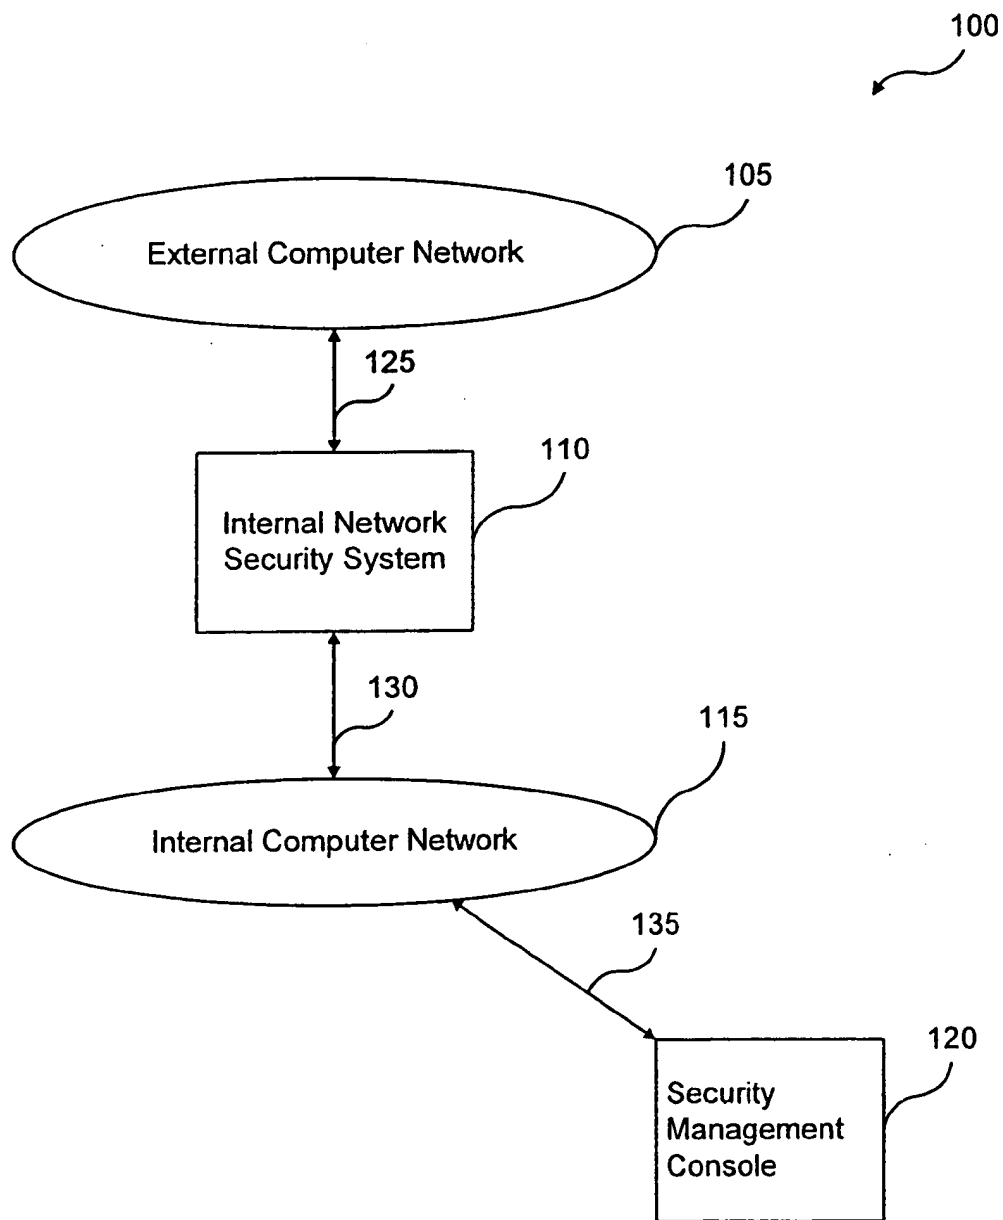 100
105
External Computer Network
125
110
Internal Network
Security System
130
115
Internal Computer Network
135
120
Security
Management
Console